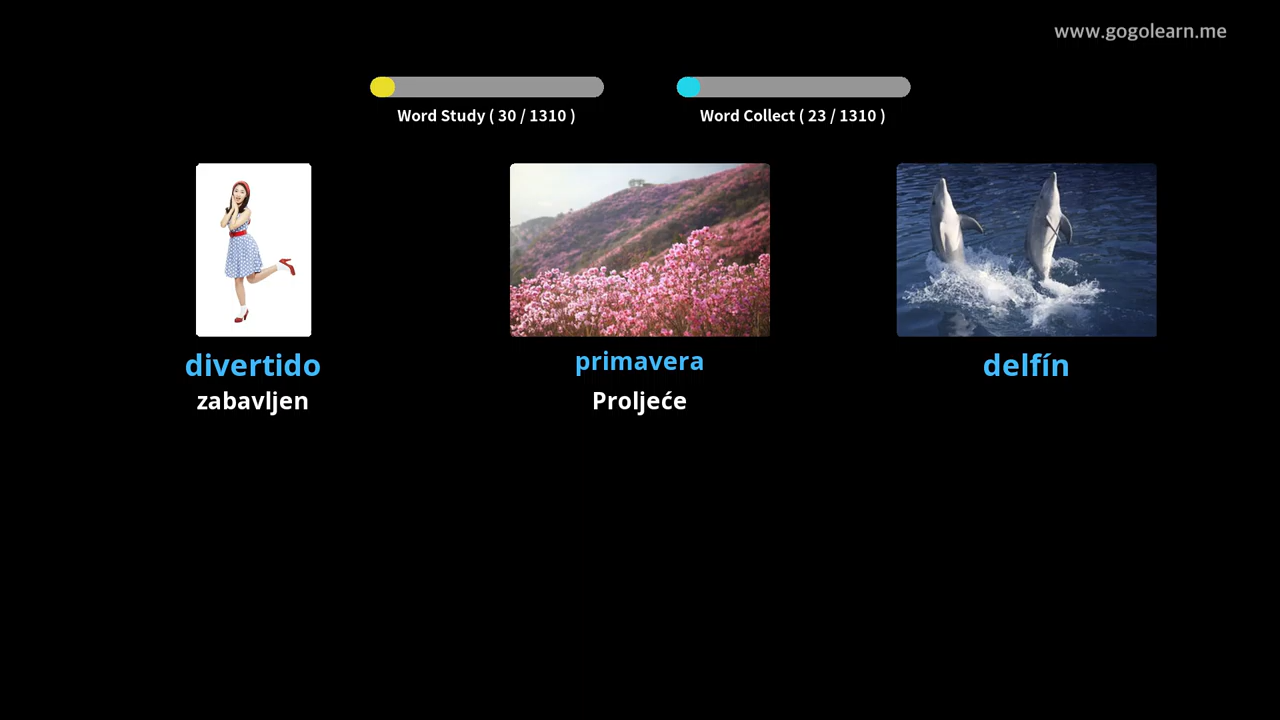 www.gogolearn.me
Word Study ( 30 / 1310 )
Word Collect ( 23 / 1310 )
divertido
zabavljen
primavera
Proljeće
delfín